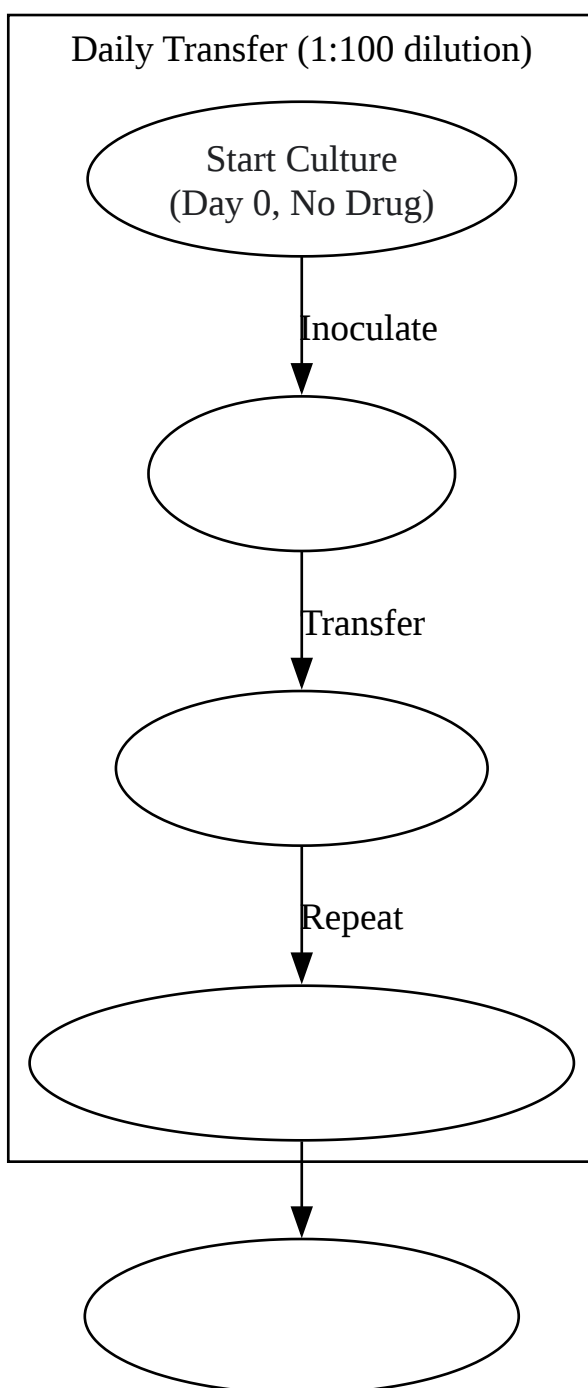 Daily Transfer (1:100 dilution)
Start Culture
(Day 0, No Drug)
Inoculate
Transfer
Repeat